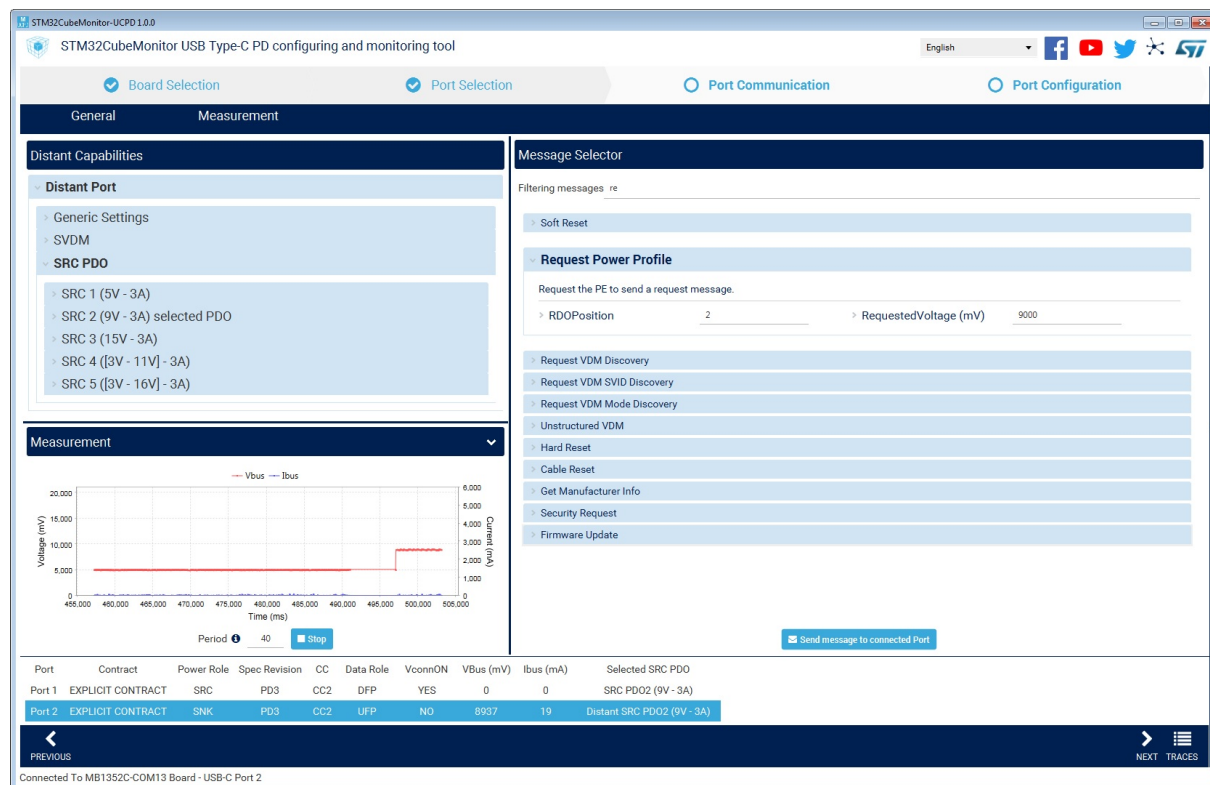 STM32CubeMonitor-UCPD 1.0.0
STM32CubeMonitor USB Type-C PD configuring and monitoring tool
English
Board Selection
Port Selection
Port Communication
Port Configuration
General Measurement
Distant Capabilities
Distant Port
Generic Settings
SVDM
SRC PDO
SRC 1 (5V - 3A)
SRC 2 (9V - 3A) selected PDO
SRC 3 (15V - 3A)
SRC 4 ([3V - 11V] - 3A)
SRC 5 ([3V - 16V] - 3A)
Measurement
Vbus Ibus
Voltage (mV)
20,000
15,000
10,000
5,000
0
6,000
5,000
4,000
3,000
2,000
1,000
0
Current (mA)
455,000 460,000 465,000 470,000 475,000 480,000 485,000 490,000 495,000 500,000 505,000
Time (ms)
Period 40 Stop
Message Selector
Filtering messages re
Soft Reset
Request Power Profile
Request the PE to send a request message.
RDOPosition 2 RequestedVoltage (mV) 9000
Request VDM Discovery
Request VDM SVID Discovery
Request VDM Mode Discovery
Unstructured VDM
Hard Reset
Cable Reset
Get Manufacturer Info
Security Request
Firmware Update
Send message to connected Port
Port Contract Power Role Spec Revision CC Data Role VconnON VBus (mV) Ibus (mA) Selected SRC PDO
Port 1 EXPLICIT CONTRACT SRC PD3 CC2 DFP YES 0 0 SRC PDO2 (9V - 3A)
Port 2 EXPLICIT CONTRACT SNK PD3 CC2 UFP NO 8937 19 Distant SRC PDO2 (9V - 3A)
PREVIOUS
NEXT TRACES
Connected To MB1352C-COM13 Board - USB-C Port 2